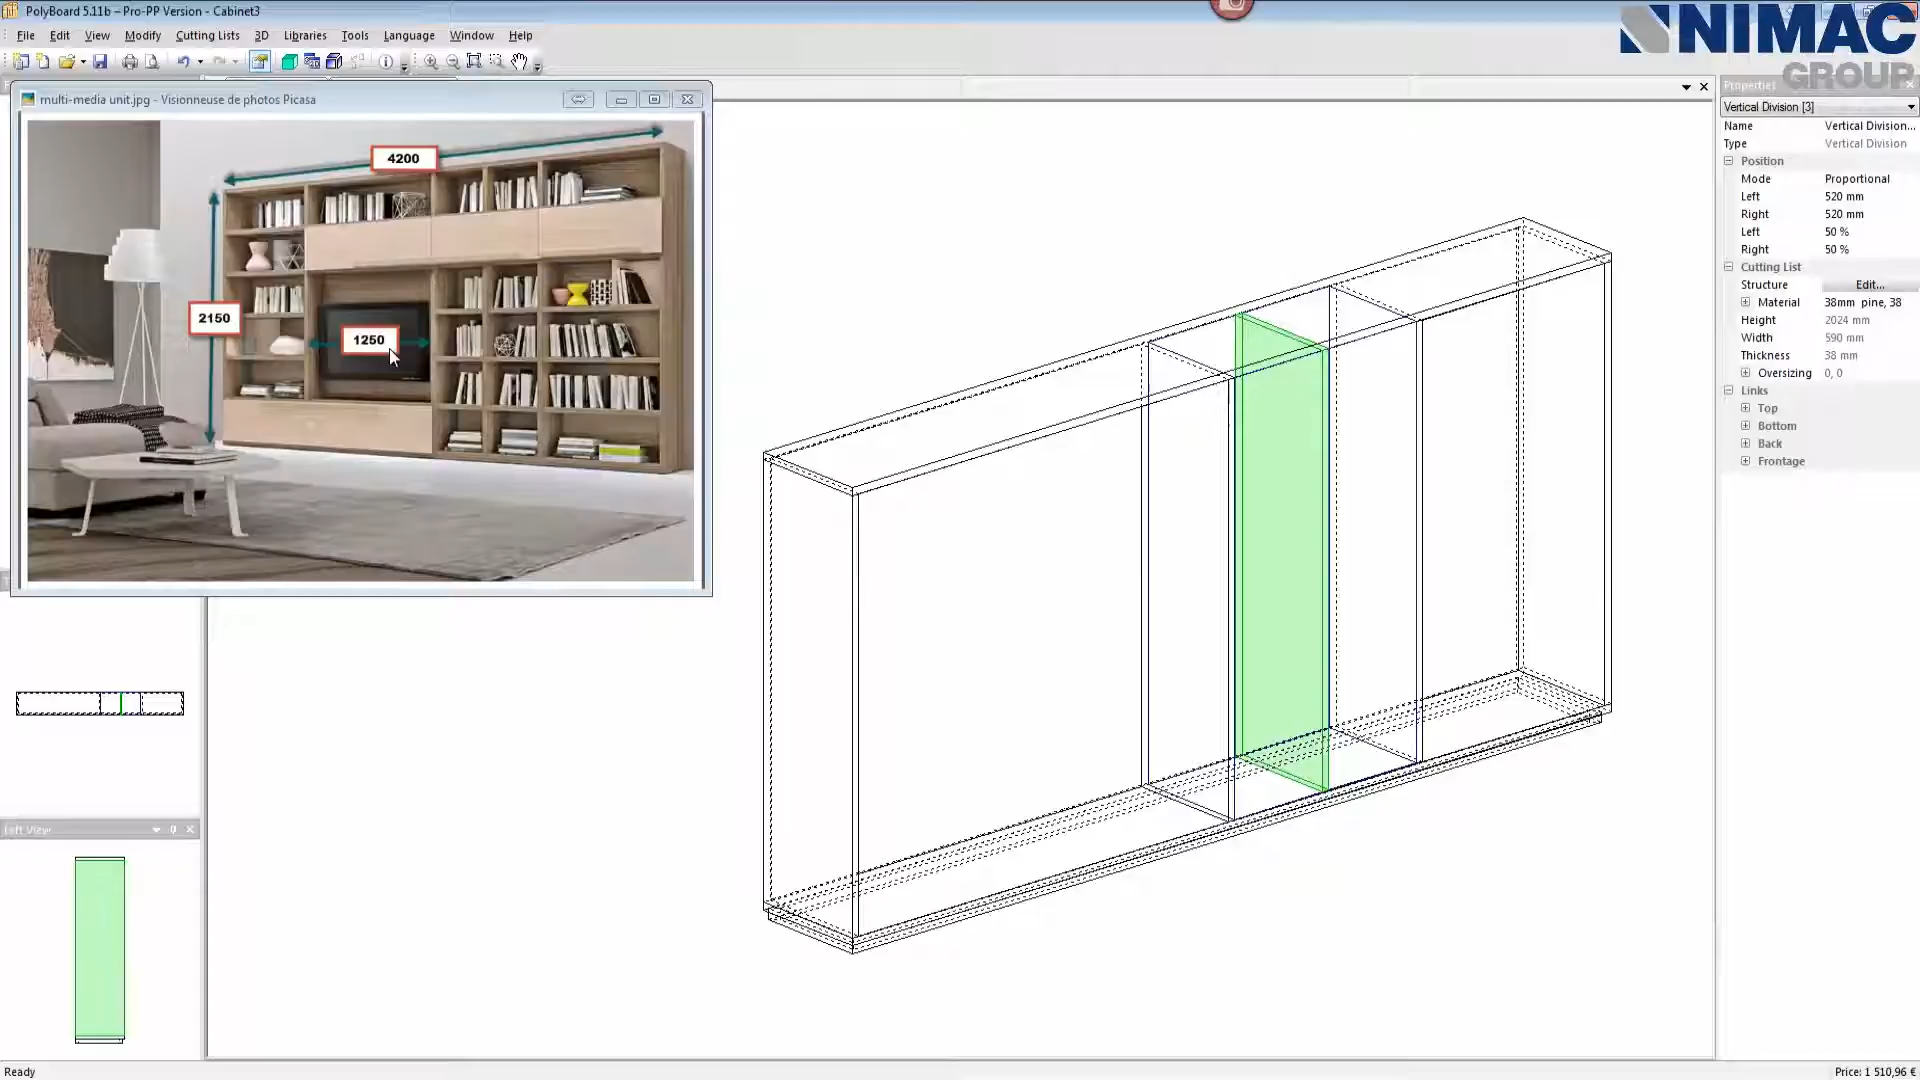 PolyBoard 5.11b – Pro-PP Version - Cabinet3
NIMAC
GROUP
File Edit View Modify Cutting Lists 3D Libraries Tools Language Window Help
multi-media unit.jpg - Visionneuse de photos Picasa
4200
2150
1250
Properties
Vertical Division [3]
Name Vertical Division...
Type Vertical Division
Position
Mode Proportional
Left 520 mm
Right 520 mm
Left 50 %
Right 50 %
Cutting List
Structure Edit...
Material 38mm pine, 38
Height 2024 mm
Width 590 mm
Thickness 38 mm
Oversizing 0, 0
Links
Top
Bottom
Back
Frontage
Left View
Ready
Price: 1 510,96 €